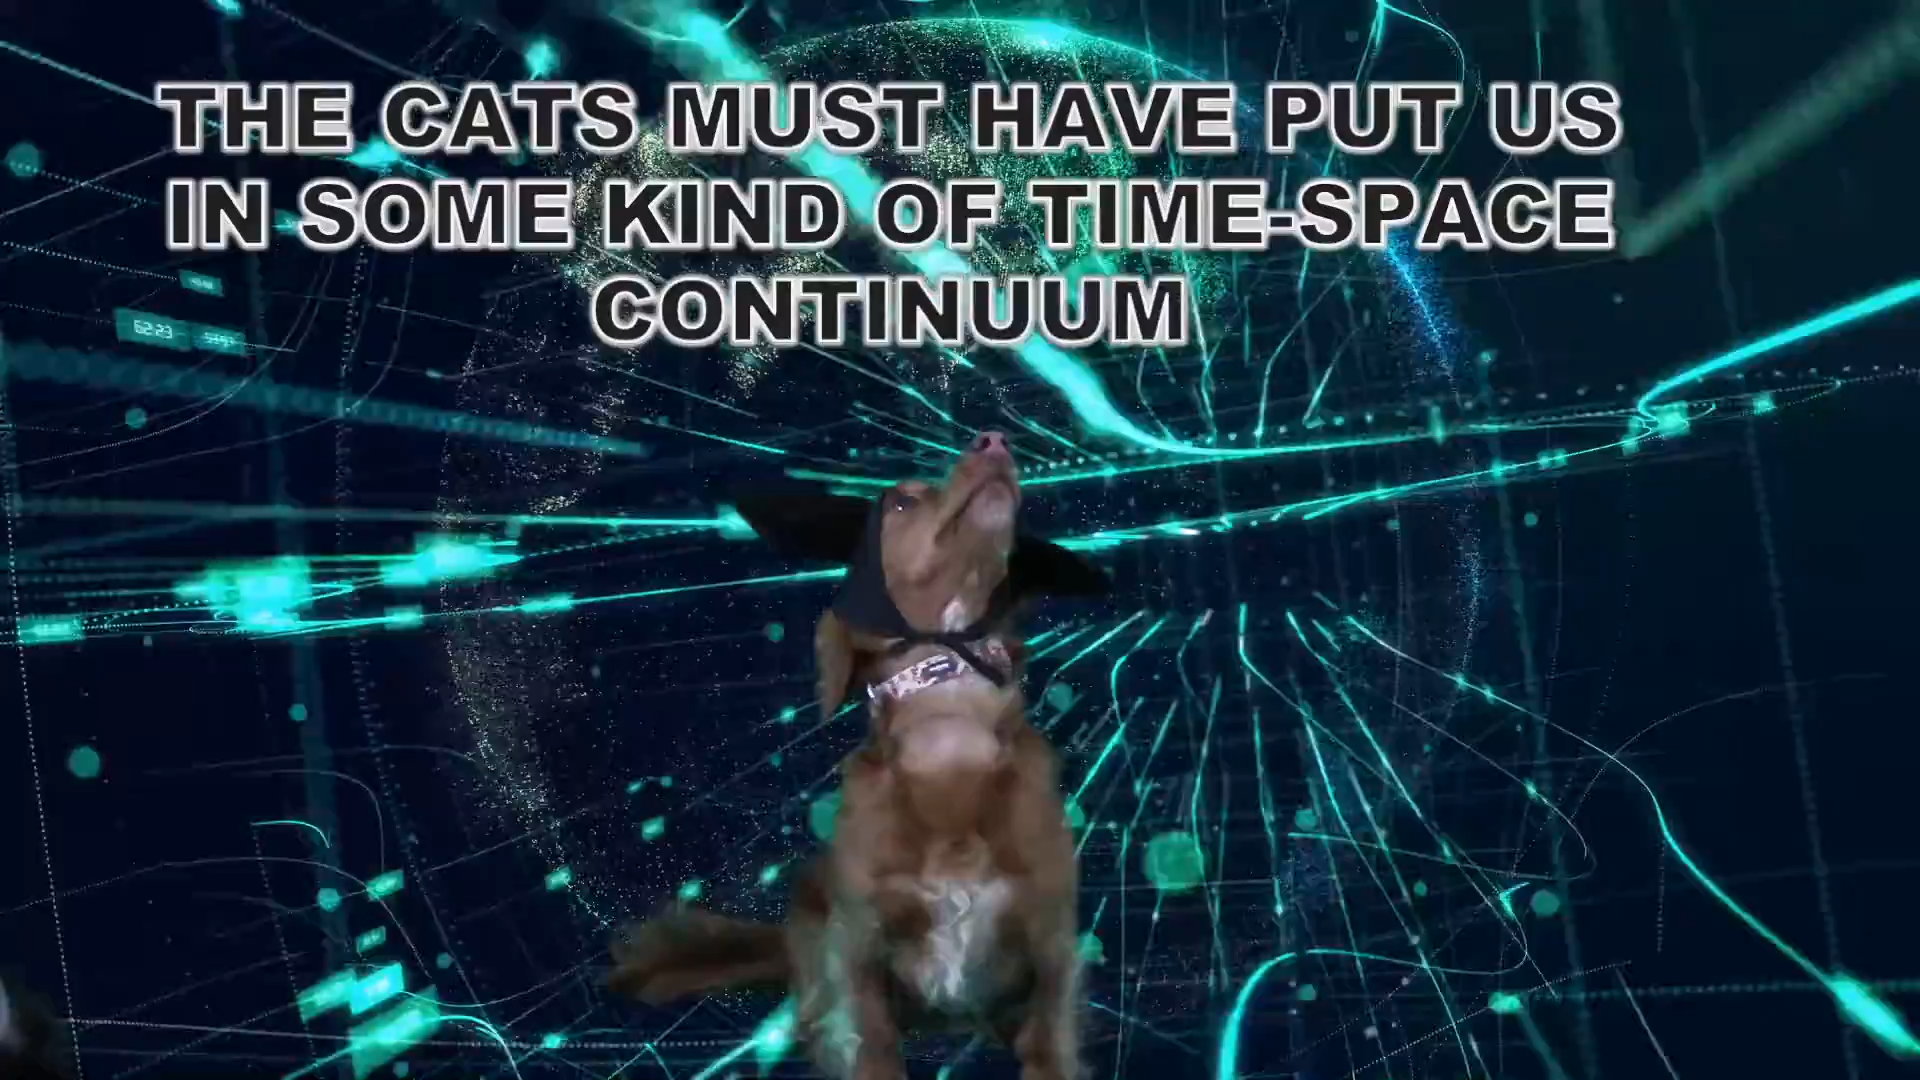 THE CATS MUST HAVE PUT US
IN SOME KIND OF TIME-SPACE
CONTINUUM